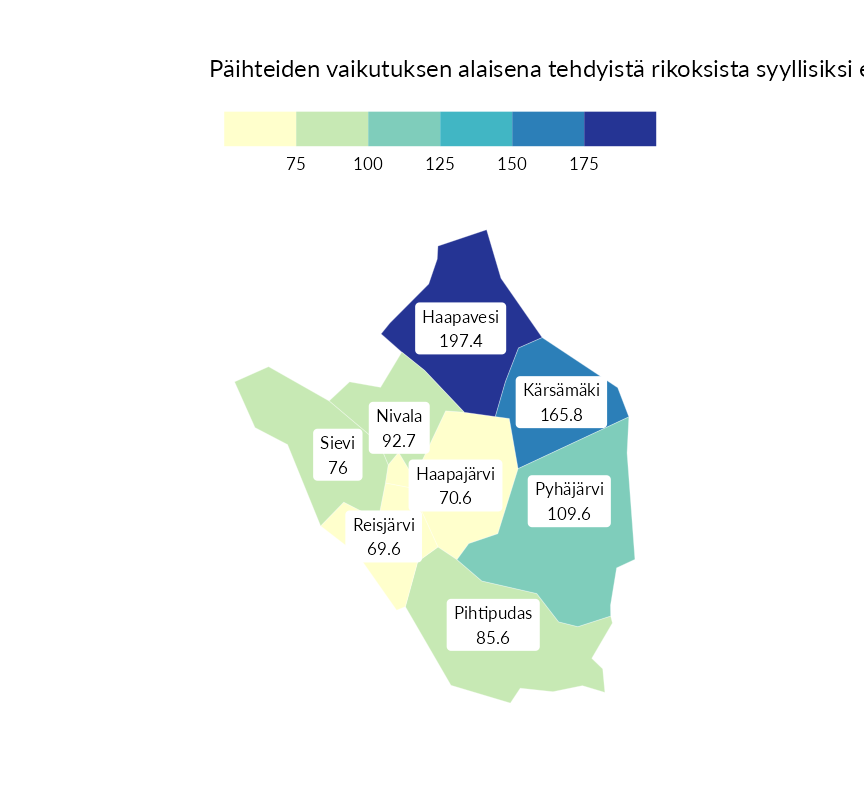 Päihteiden vaikutuksen alaisena tehdyistä rikoksista syyllisiksi
75 100 125 150 175
Haapavesi
197.4
Kärsämäki
165.8
Nivala
92.7
Sievi
76
Haapajärvi
70.6
Pyhäjärvi
109.6
Reisjärvi
69.6
Pihtipudas
85.6